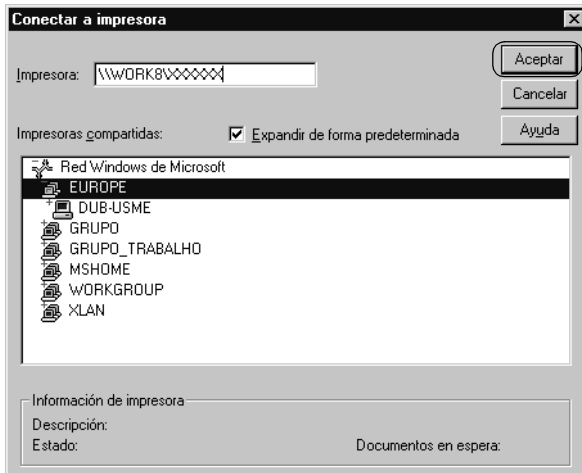 Conectar a impresora
Impresora: \\WORK8\XXXXXX
Aceptar
Cancelar
Impresoras compartidas:
Expandir de forma predeterminada
Ayuda
Red Windows de Microsoft
EUROPE
DUB-USME
GRUPO
GRUPO_TRABALHO
MSHOME
WORKGROUP
XLAN
Información de impresora
Descripción:
Estado:
Documentos en espera: